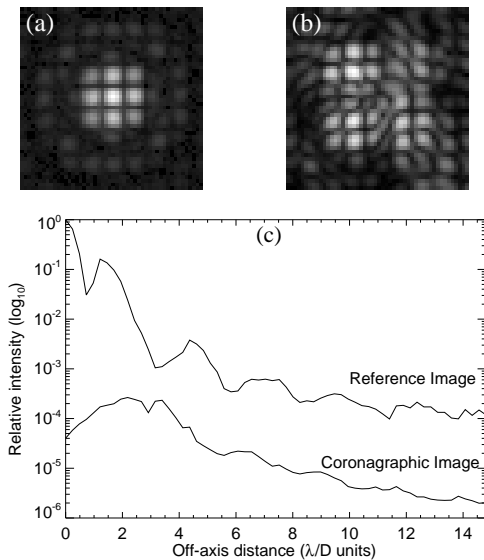 (a)
(b)
(c)
Relative intensity (log₁₀)
10⁰
10⁻¹
10⁻²
10⁻³
10⁻⁴
10⁻⁵
10⁻⁶
Reference Image
Coronagraphic Image
0 2 4 6 8 10 12 14
Off-axis distance (λ/D units)